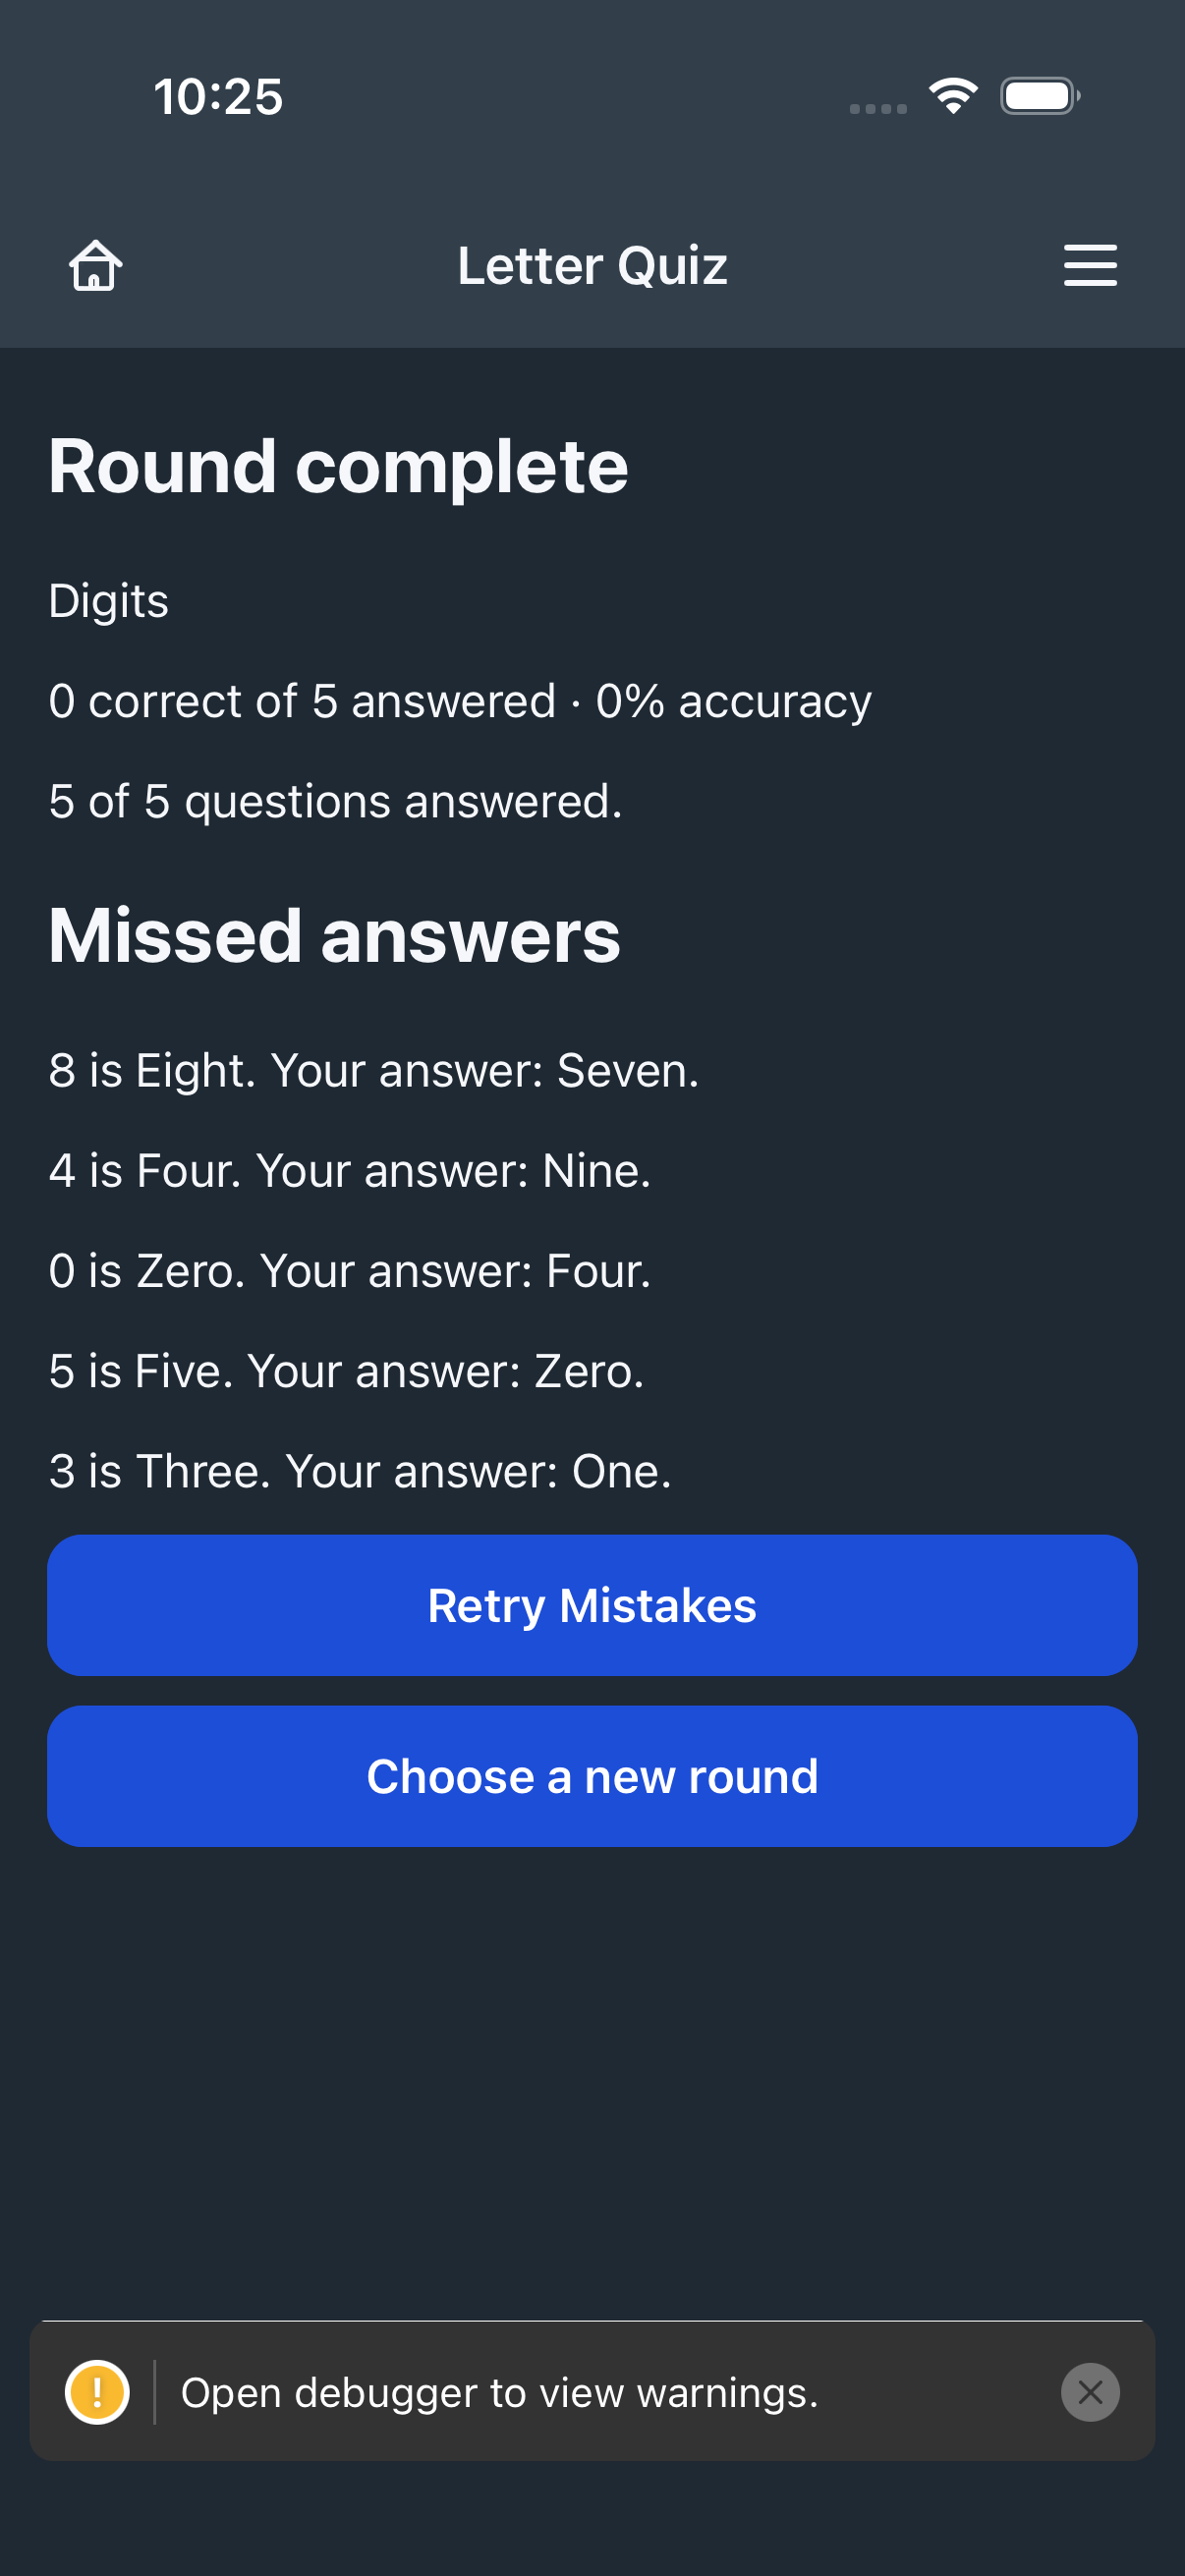 10:25
Letter Quiz
Round complete
Digits
0 correct of 5 answered · 0% accuracy
5 of 5 questions answered.
Missed answers
8 is Eight. Your answer: Seven.
4 is Four. Your answer: Nine.
0 is Zero. Your answer: Four.
5 is Five. Your answer: Zero.
3 is Three. Your answer: One.
Retry Mistakes
Choose a new round
! Open debugger to view warnings.